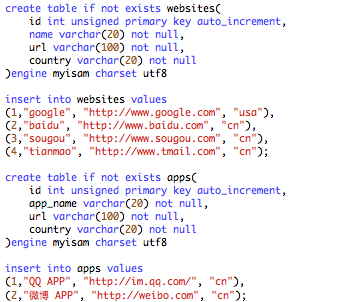 create table if not exists websites(
id int unsigned primary key auto_increment,
name varchar(20) not null,
url varchar(100) not null,
country varchar(20) not null
)engine myisam charset utf8
insert into websites values
(1,"google", "http://www.google.com", "usa"),
(2,"baidu", "http://www.baidu.com", "cn"),
(3,"sougou", "http://www.sougou.com", "cn"),
(4,"tianmao", "http://www.tmail.com", "cn");
create table if not exists apps(
id int unsigned primary key auto_increment,
app_name varchar(20) not null,
url varchar(100) not null,
country varchar(20) not null
)engine myisam charset utf8
insert into apps values
(1,"QQ APP", "http://im.qq.com/", "cn"),
(2,"微博 APP", "http://weibo.com", "cn");